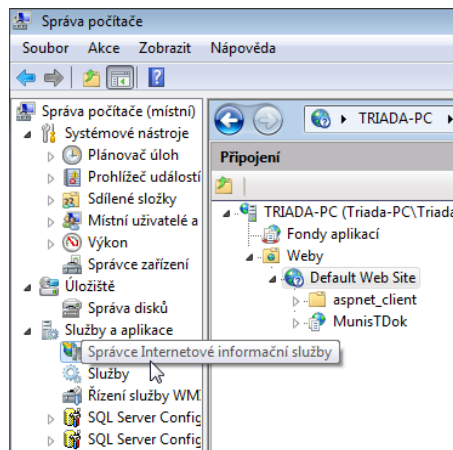 Správa počítače
Soubor Akce Zobrazit Nápověda
Správa počítače (místní)
Systémové nástroje
Plánovač úloh
Prohlížeč událostí
Sdílené složky
Místní uživatelé a
Výkon
Správce zařízení
Úložiště
Správa disků
Služby a aplikace
Správce Internetové informační služby
Služby
Řízení služby WMI
SQL Server Config
SQL Server Config
TRIADA-PC
Připojení
TRIADA-PC (Triada-PC\Triada
Fondy aplikací
Weby
Default Web Site
aspnet_client
MunisTDok